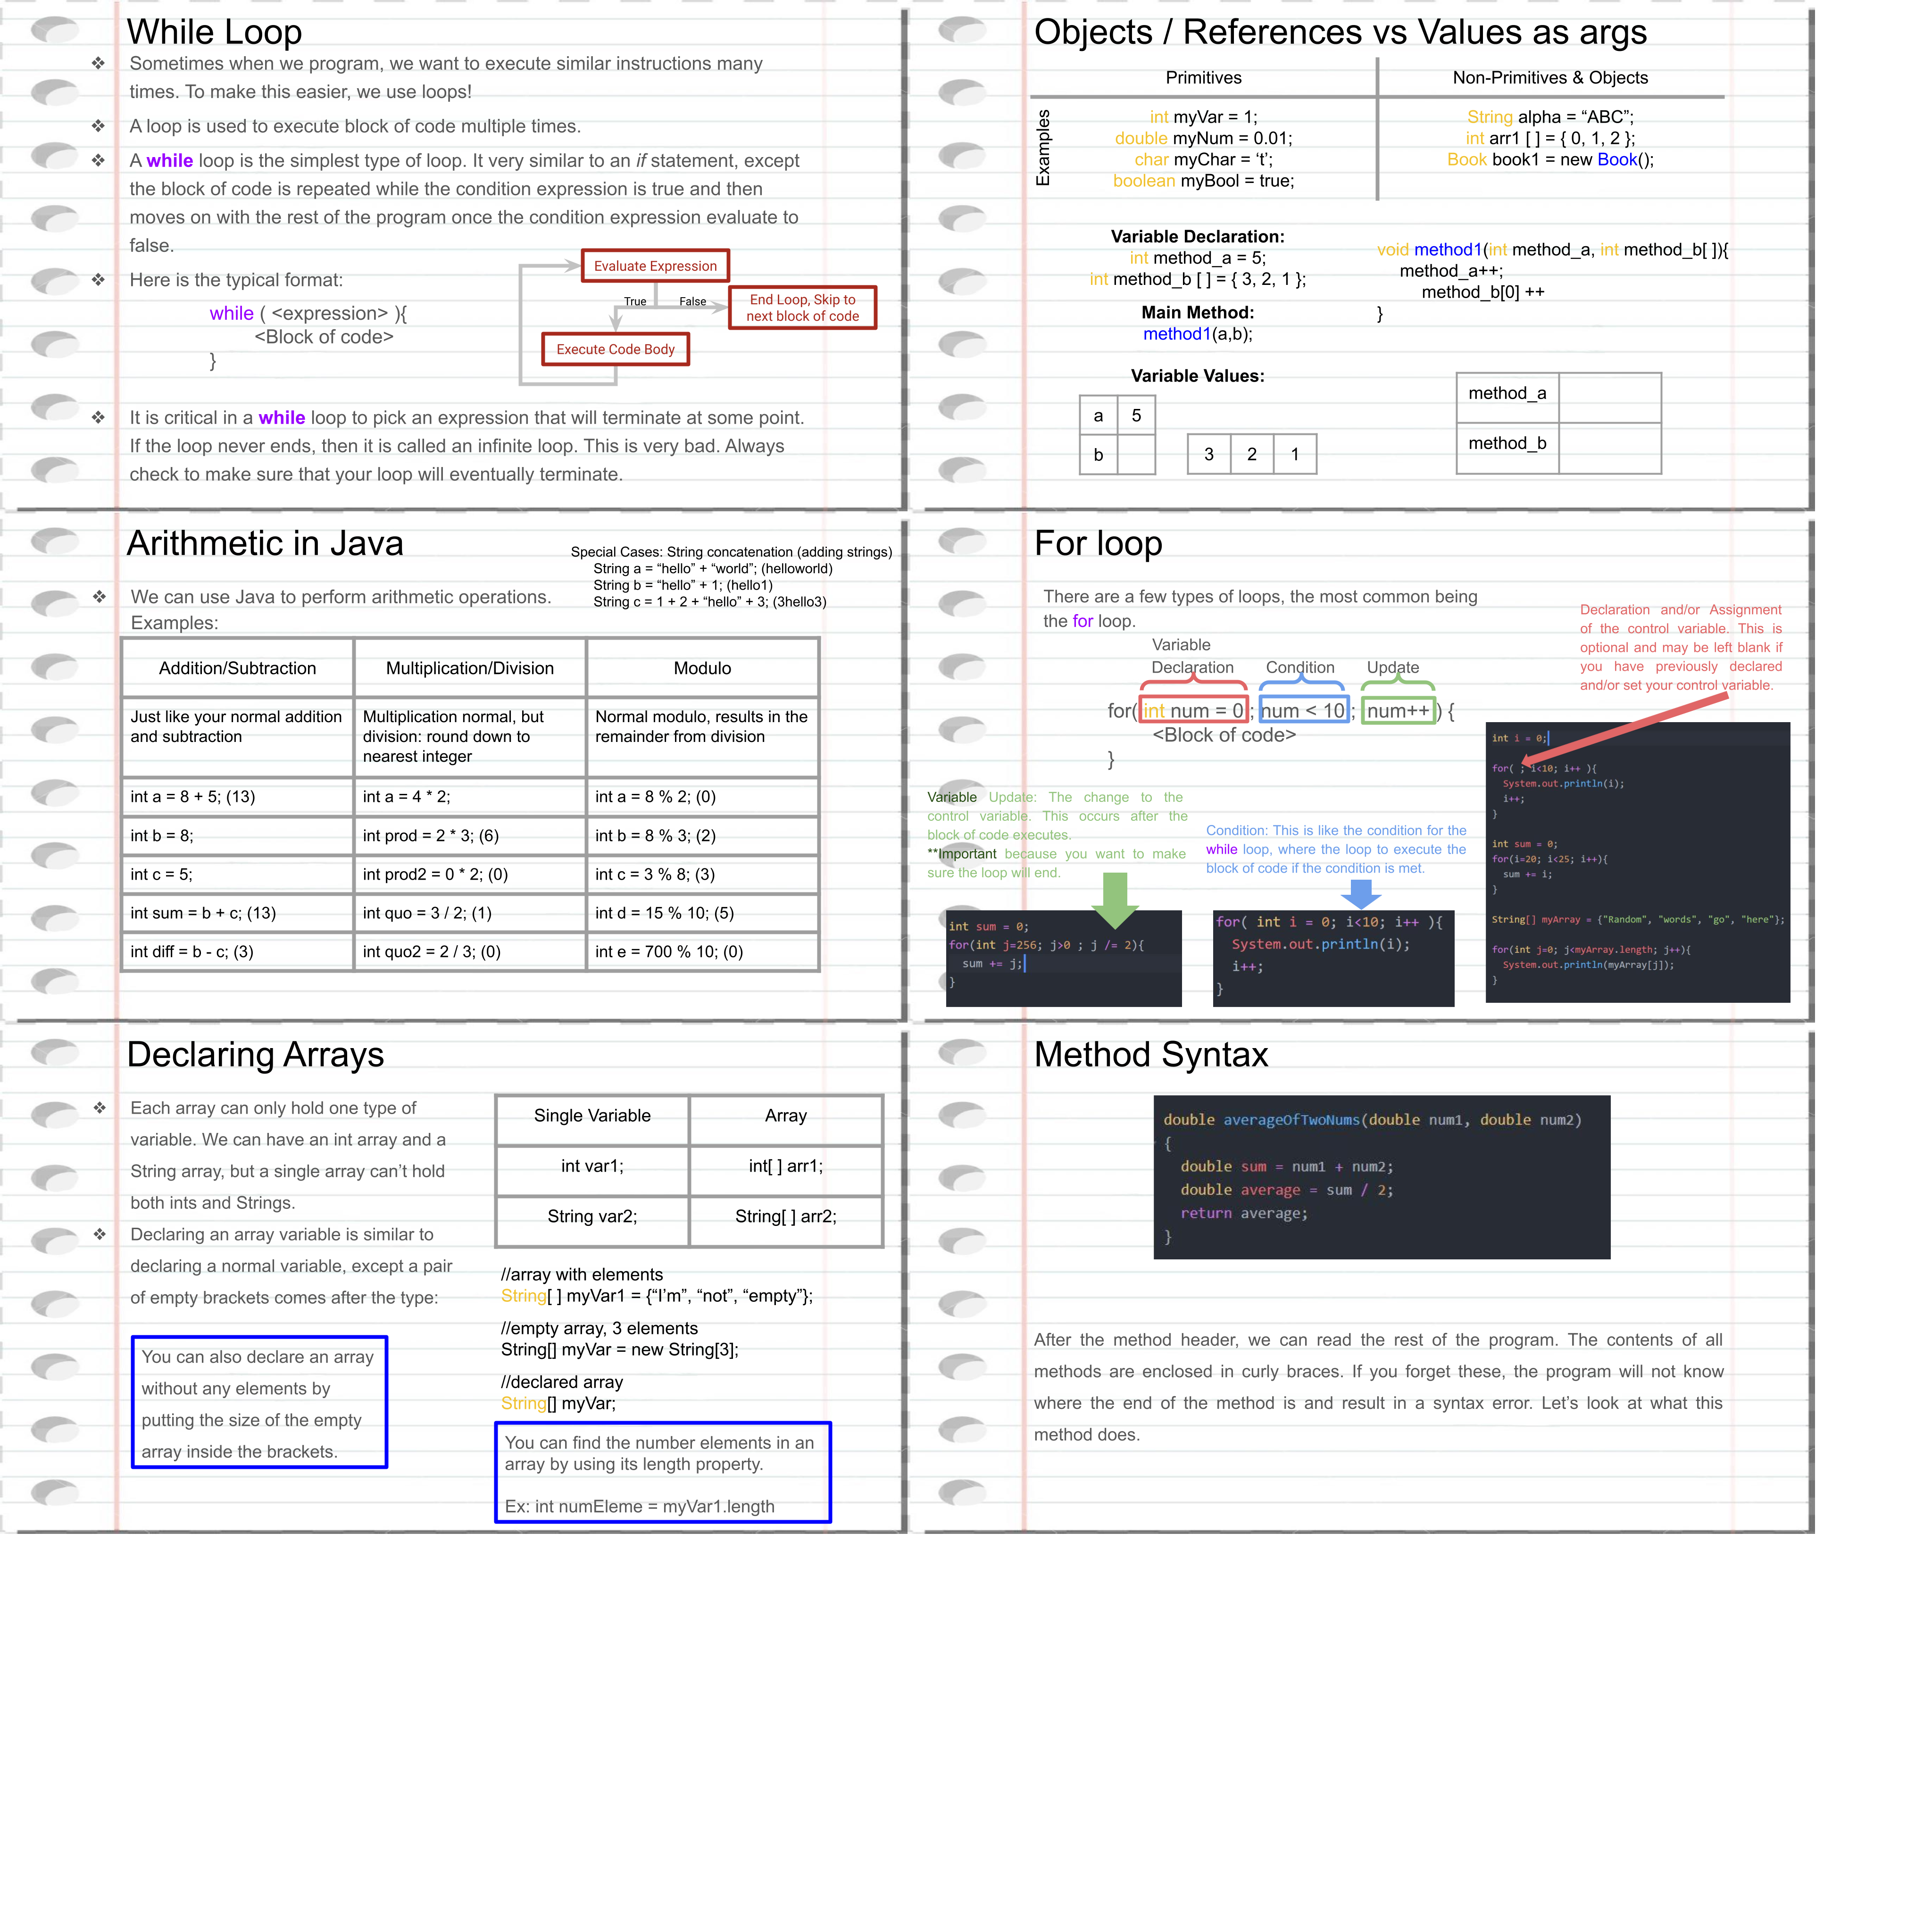 While Loop
❖ Sometimes when we program, we want to execute similar instructions many
times. To make this easier, we use loops!
❖ A loop is used to execute block of code multiple times.
❖ A while loop is the simplest type of loop. It very similar to an if statement, except
the block of code is repeated while the condition expression is true and then
moves on with the rest of the program once the condition expression evaluate to
false.
❖ Here is the typical format:
while ( <expression> ){
<Block of code>
}
Evaluate Expression
True
False
End Loop, Skip to
next block of code
Execute Code Body
❖ It is critical in a while loop to pick an expression that will terminate at some point.
If the loop never ends, then it is called an infinite loop. This is very bad. Always
check to make sure that your loop will eventually terminate.
Objects / References vs Values as args
Primitives
Non-Primitives & Objects
Examples
int myVar = 1;
double myNum = 0.01;
char myChar = ‘t’;
boolean myBool = true;
String alpha = “ABC”;
int arr1 [ ] = { 0, 1, 2 };
Book book1 = new Book();
Variable Declaration:
int method_a = 5;
int method_b [ ] = { 3, 2, 1 };
Main Method:
method1(a,b);
void method1(int method_a, int method_b[ ]){
method_a++;
method_b[0] ++
}
Variable Values:
a 5
b
3 2 1
method_a
method_b
Arithmetic in Java
Special Cases: String concatenation (adding strings)
String a = “hello” + “world”; (helloworld)
String b = “hello” + 1; (hello1)
String c = 1 + 2 + “hello” + 3; (3hello3)
❖ We can use Java to perform arithmetic operations.
Examples:
Addition/Subtraction
Multiplication/Division
Modulo
Just like your normal addition
and subtraction
Multiplication normal, but
division: round down to
nearest integer
Normal modulo, results in the
remainder from division
int a = 8 + 5; (13)
int a = 4 * 2;
int a = 8 % 2; (0)
int b = 8;
int prod = 2 * 3; (6)
int b = 8 % 3; (2)
int c = 5;
int prod2 = 0 * 2; (0)
int c = 3 % 8; (3)
int sum = b + c; (13)
int quo = 3 / 2; (1)
int d = 15 % 10; (5)
int diff = b - c; (3)
int quo2 = 2 / 3; (0)
int e = 700 % 10; (0)
For loop
There are a few types of loops, the most common being
the for loop.
Variable
Declaration
Condition
Update
for( int num = 0 ; num < 10 ; num++ ) {
<Block of code>
}
Declaration and/or Assignment
of the control variable. This is
optional and may be left blank if
you have previously declared
and/or set your control variable.
Variable Update: The change to the
control variable. This occurs after the
block of code executes.
**Important because you want to make
sure the loop will end.
Condition: This is like the condition for the
while loop, where the loop to execute the
block of code if the condition is met.
int sum = 0;
for(int j=256; j>0 ; j /= 2){
sum += j;
}
for( int i = 0; i<10; i++ ){
System.out.println(i);
i++;
}
int i = 0;
for( ; i<10; i++ ){
System.out.println(i);
i++;
}
int sum = 0;
for(i=20; i<25; i++){
sum += i;
}
String[] myArray = {"Random", "words", "go", "here"};
for(int j=0; j<myArray.length; j++){
System.out.println(myArray[j]);
}
Declaring Arrays
❖ Each array can only hold one type of
variable. We can have an int array and a
String array, but a single array can’t hold
both ints and Strings.
❖ Declaring an array variable is similar to
declaring a normal variable, except a pair
of empty brackets comes after the type:
You can also declare an array
without any elements by
putting the size of the empty
array inside the brackets.
Single Variable
Array
int var1;
int[ ] arr1;
String var2;
String[ ] arr2;
//array with elements
String[ ] myVar1 = {“I’m”, “not”, “empty”};
//empty array, 3 elements
String[] myVar = new String[3];
//declared array
String[] myVar;
You can find the number elements in an
array by using its length property.
Ex: int numEleme = myVar1.length
Method Syntax
double averageOfTwoNums(double num1, double num2)
{
double sum = num1 + num2;
double average = sum / 2;
return average;
}
After the method header, we can read the rest of the program. The contents of all
methods are enclosed in curly braces. If you forget these, the program will not know
where the end of the method is and result in a syntax error. Let’s look at what this
method does.